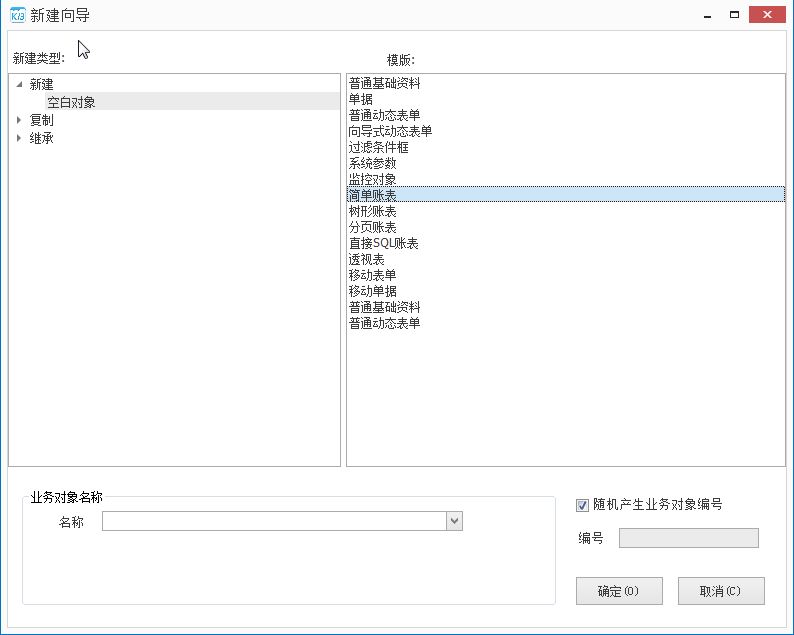 K/3 新建向导
新建类型:
模版:
新建
空白对象
复制
继承
普通基础资料
单据
普通动态表单
向导式动态表单
过滤条件框
系统参数
监控对象
简单账表
树形账表
分页账表
直接SQL账表
透视表
移动表单
移动单据
普通基础资料
普通动态表单
业务对象名称
名称
随机产生业务对象编号
编号
确定(O)
取消(C)